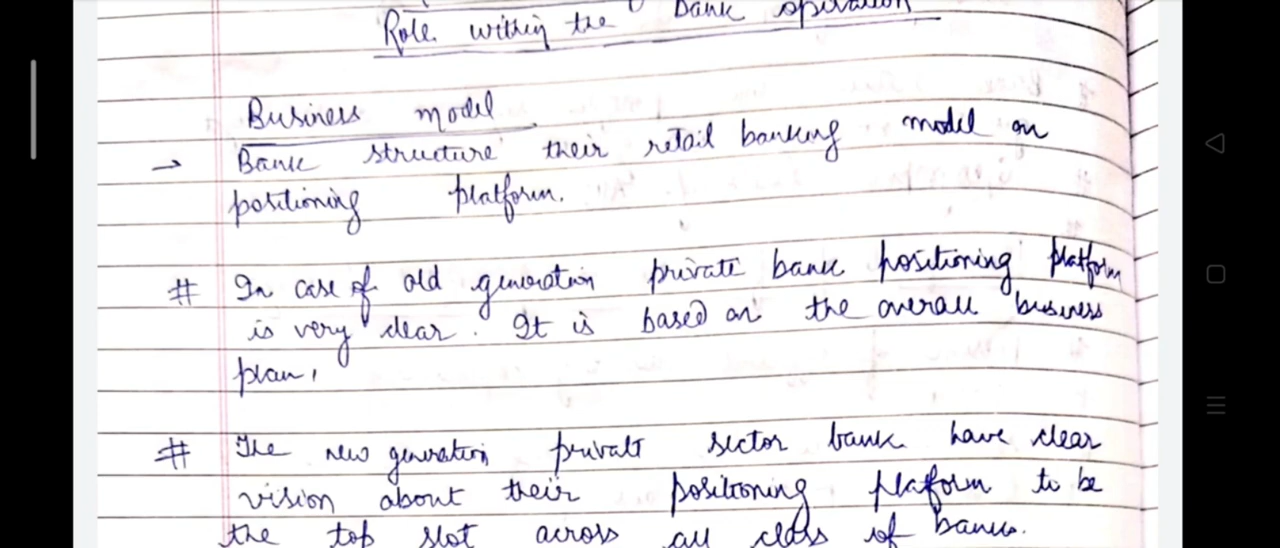 Role within the bank operation
Business model
→ Bank structure their retail banking model on
positioning platform.
# In case of old generation private bank positioning platform
is very clear. It is based on the overall business
plan,
# The new generation private sector bank have clear
vision about their positioning platform to be
the top slot across all class of banks.